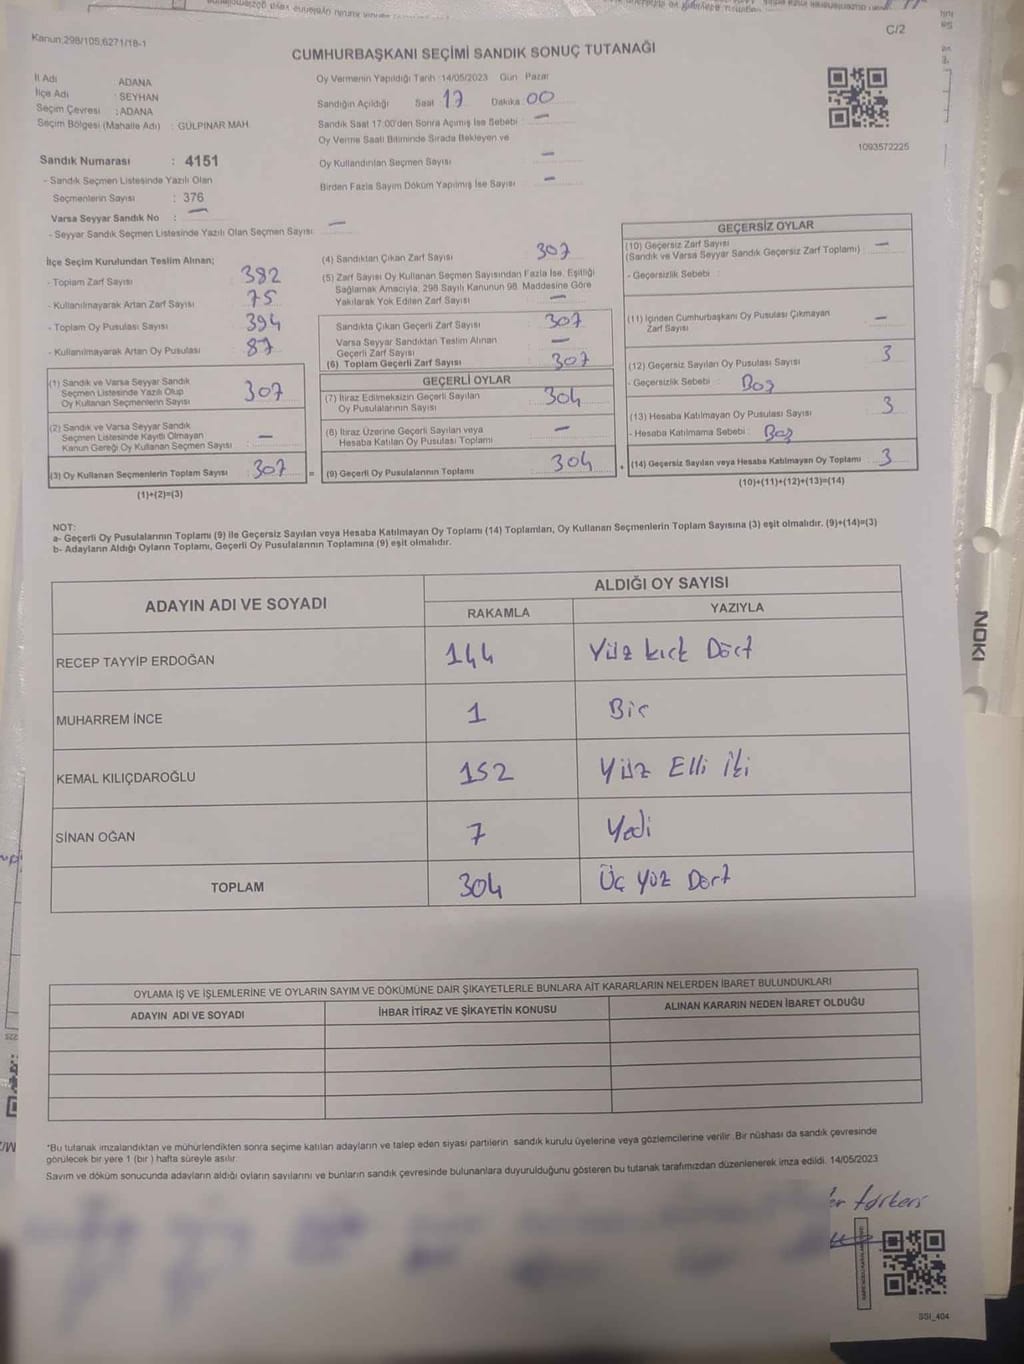 Kanun:298/105,6271/18-1
C/2
CUMHURBAŞKANI SEÇİMİ SANDIK SONUÇ TUTANAĞI
İl Adı : ADANA
İlçe Adı : SEYHAN
Seçim Çevresi : ADANA
Seçim Bölgesi (Mahalle Adı) : GÜLPINAR MAH.
Sandık Numarası : 4151
- Sandık Seçmen Listesinde Yazılı Olan
Seçmenlerin Sayısı : 376
Varsa Seyyar Sandık No : —
- Seyyar Sandık Seçmen Listesinde Yazılı Olan Seçmen Sayısı: —
Oy Vermenin Yapıldığı Tarih :14/05/2023 Gün : Pazar
Sandığın Açıldığı Saat : 17 Dakika : 00
Sandık Saat 17:00'den Sonra Açılmış İse Sebebi : —
Oy Verme Saati Bitiminde Sırada Bekleyen ve
Oy Kullandırılan Seçmen Sayısı —
Birden Fazla Sayım Döküm Yapılmış İse Sayısı —
1093572225
İlçe Seçim Kurulundan Teslim Alınan;
- Toplam Zarf Sayısı : 382
- Kullanılmayarak Artan Zarf Sayısı : 75
- Toplam Oy Pusulası Sayısı : 394
- Kullanılmayarak Artan Oy Pusulası : 87
(1) Sandık ve Varsa Seyyar Sandık
Seçmen Listesinde Yazılı Olup
Oy Kullanan Seçmenlerin Sayısı : 307
(2) Sandık ve Varsa Seyyar Sandık
Seçmen Listesinde Kayıtlı Olmayan
Kanun Gereği Oy Kullanan Seçmen Sayısı : —
(3) Oy Kullanan Seçmenlerin Toplam Sayısı : 307
(1)+(2)=(3)
(4) Sandıktan Çıkan Zarf Sayısı : 307
(5) Zarf Sayısı Oy Kullanan Seçmen Sayısından Fazla İse, Eşitliği
Sağlamak Amacıyla, 298 Sayılı Kanunun 98. Maddesine Göre
Yakılarak Yok Edilen Zarf Sayısı : —
Sandıkta Çıkan Geçerli Zarf Sayısı : 307
Varsa Seyyar Sandıktan Teslim Alınan
Geçerli Zarf Sayısı : —
(6) Toplam Geçerli Zarf Sayısı : 307
GEÇERLİ OYLAR
(7) İtiraz Edilmeksizin Geçerli Sayılan
Oy Pusulalarının Sayısı : 304
(8) İtiraz Üzerine Geçerli Sayılan veya
Hesaba Katılan Oy Pusulası Toplamı : —
= (9) Geçerli Oy Pusulalarının Toplamı : 304
GEÇERSİZ OYLAR
(10) Geçersiz Zarf Sayısı : —
(Sandık ve Varsa Seyyar Sandık Geçersiz Zarf Toplamı)
- Geçersizlik Sebebi :
(11) İçinden Cumhurbaşkanı Oy Pusulası Çıkmayan
Zarf Sayısı : —
(12) Geçersiz Sayılan Oy Pusulası Sayısı : 3
- Geçersizlik Sebebi : Boş
(13) Hesaba Katılmayan Oy Pusulası Sayısı : 3
- Hesaba Katılmama Sebebi : Boş
+ (14) Geçersiz Sayılan veya Hesaba Katılmayan Oy Toplamı : 3
(10)+(11)+(12)+(13)=(14)
NOT:
a- Geçerli Oy Pusulalarının Toplamı (9) ile Geçersiz Sayılan veya Hesaba Katılmayan Oy Toplamı (14) Toplamları, Oy Kullanan Seçmenlerin Toplam Sayısına (3) eşit olmalıdır. (9)+(14)=(3)
b- Adayların Aldığı Oyların Toplamı, Geçerli Oy Pusulalarının Toplamına (9) eşit olmalıdır.
ADAYIN ADI VE SOYADI
ALDIĞI OY SAYISI
RAKAMLA YAZIYLA
RECEP TAYYİP ERDOĞAN 144 Yüz kırk Dört
MUHARREM İNCE 1 Bir
KEMAL KILIÇDAROĞLU 152 Yüz Elli İki
SİNAN OĞAN 7 Yedi
TOPLAM 304 Üç Yüz Dört
OYLAMA İŞ VE İŞLEMLERİNE VE OYLARIN SAYIM VE DÖKÜMÜNE DAİR ŞİKAYETLERLE BUNLARA AİT KARARLARIN NELERDEN İBARET BULUNDUKLARI
ADAYIN ADI VE SOYADI İHBAR İTİRAZ VE ŞİKAYETİN KONUSU ALINAN KARARIN NEDEN İBARET OLDUĞU
*Bu tutanak imzalandıktan ve mühürlendikten sonra seçime katılan adayların ve talep eden siyasi partilerin sandık kurulu üyelerine veya gözlemcilerine verilir. Bir nüshası da sandık çevresinde
görülecek bir yere 1 (bir) hafta süreyle asılır.
Sayım ve döküm sonucunda adayların aldığı oyların sayılarını ve bunların sandık çevresinde bulunanlara duyurulduğunu gösteren bu tutanak tarafımızdan düzenlenerek imza edildi. 14/05/2023
SSI_404
NOKI